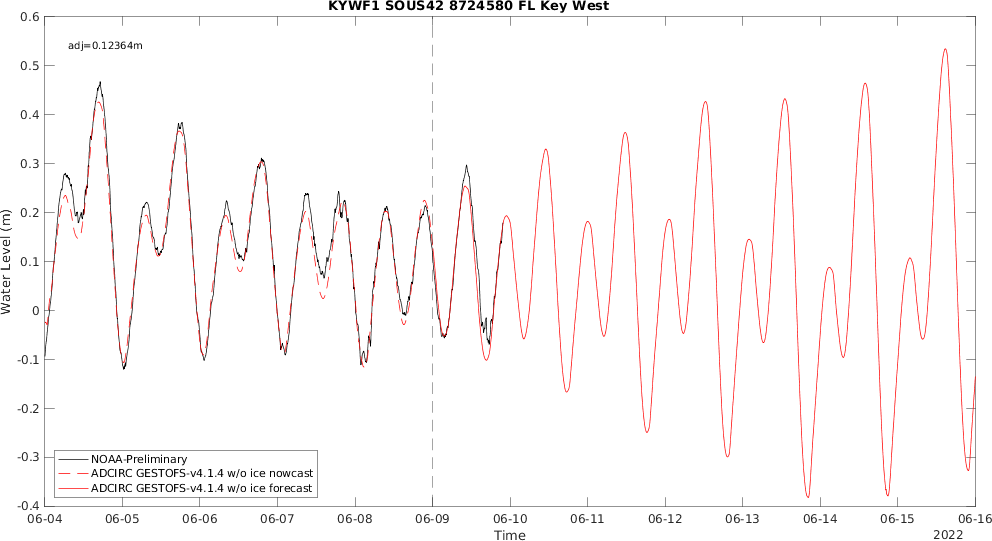 KYWF1 SOUS42 8724580 FL Key West
adj=0.12364m
Water Level (m)
0.6
0.5
0.4
0.3
0.2
0.1
0
-0.1
-0.2
-0.3
-0.4
NOAA-Preliminary
ADCIRC GESTOFS-v4.1.4 w/o ice nowcast
ADCIRC GESTOFS-v4.1.4 w/o ice forecast
06-04 06-05 06-06 06-07 06-08 06-09 06-10 06-11 06-12 06-13 06-14 06-15 06-16
Time
2022